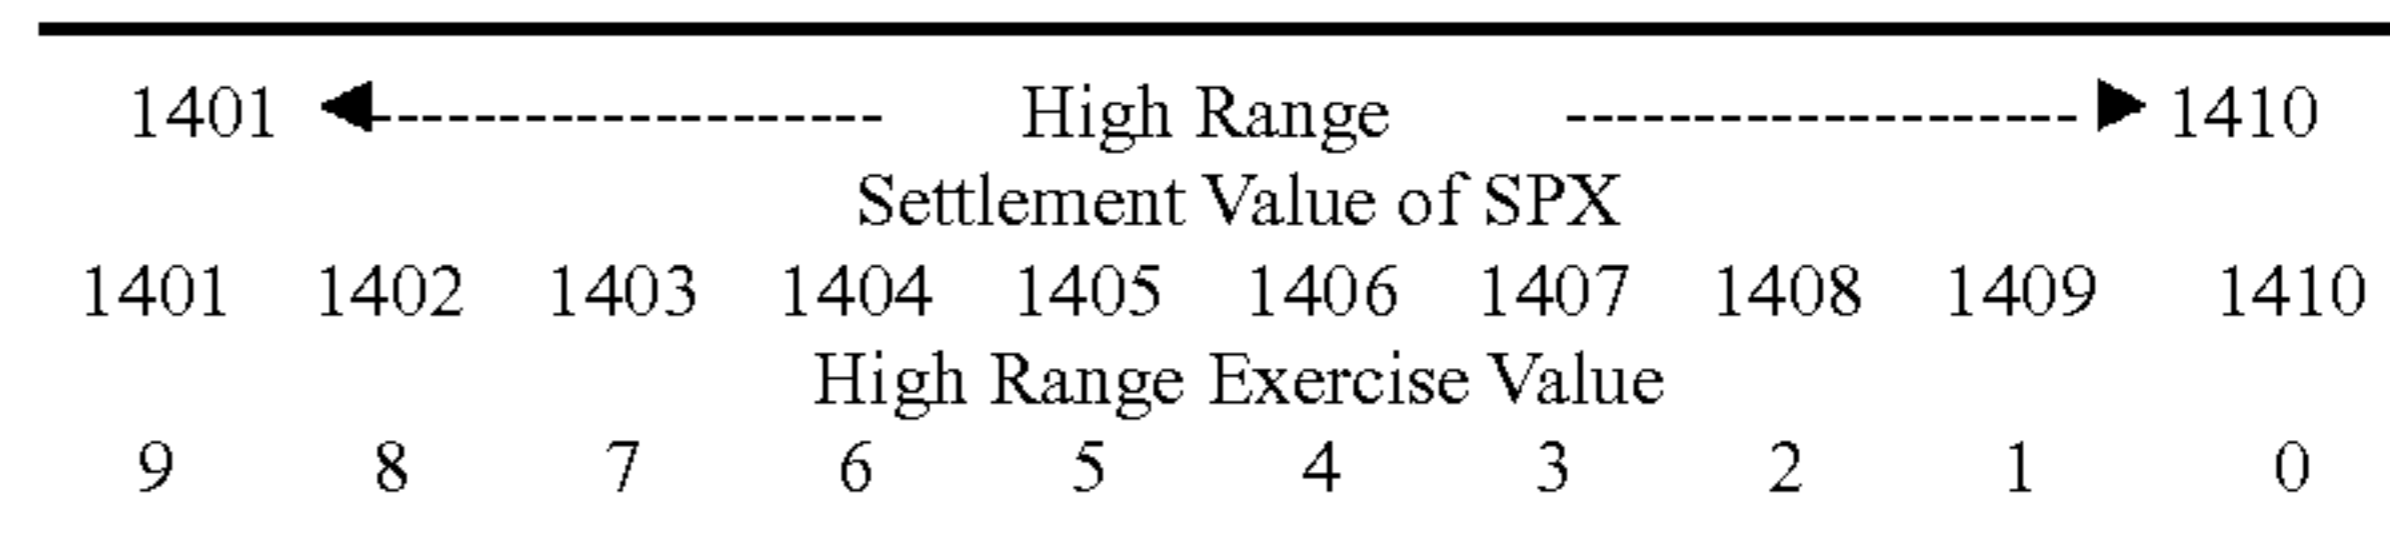 1401 ◄------------------- High Range -------------------► 1410
Settlement Value of SPX
1401 1402 1403 1404 1405 1406 1407 1408 1409 1410
High Range Exercise Value
9 8 7 6 5 4 3 2 1 0